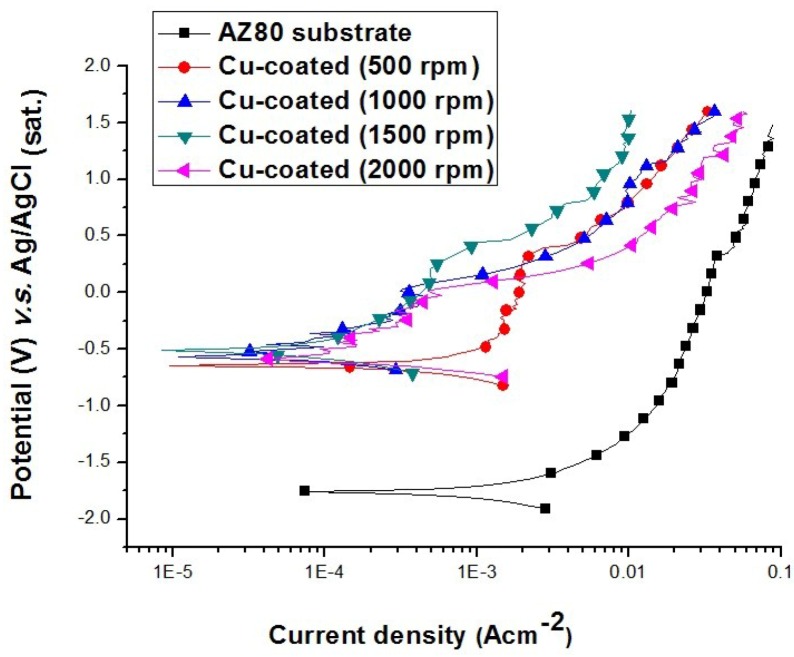 AZ80 substrate
Cu-coated (500 rpm)
Cu-coated (1000 rpm)
Cu-coated (1500 rpm)
Cu-coated (2000 rpm)
Potential (V) v.s. Ag/AgCl (sat.)
2.0
1.5
1.0
0.5
0.0
-0.5
-1.0
-1.5
-2.0
1E-5 1E-4 1E-3 0.01 0.1
Current density (Acm-2)